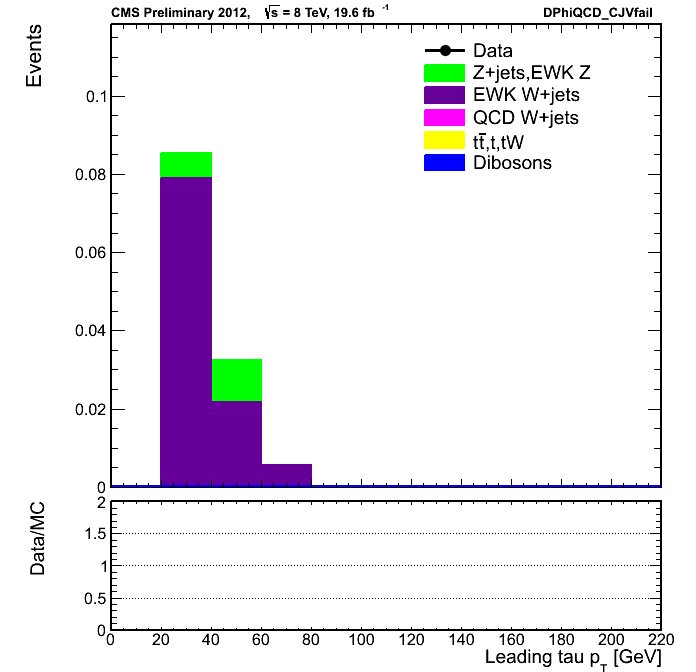 CMS Preliminary 2012, √s = 8 TeV, 19.6 fb⁻¹ DPhiQCD_CJVfail
Events
Data
Z+jets,EWK Z
EWK W+jets
QCD W+jets
tt̅,t,tW
Dibosons
0.1
0.08
0.06
0.04
0.02
0
Data/MC
2
1.5
1
0.5
0
0 20 40 60 80 100 120 140 160 180 200 220
Leading tau p_T [GeV]